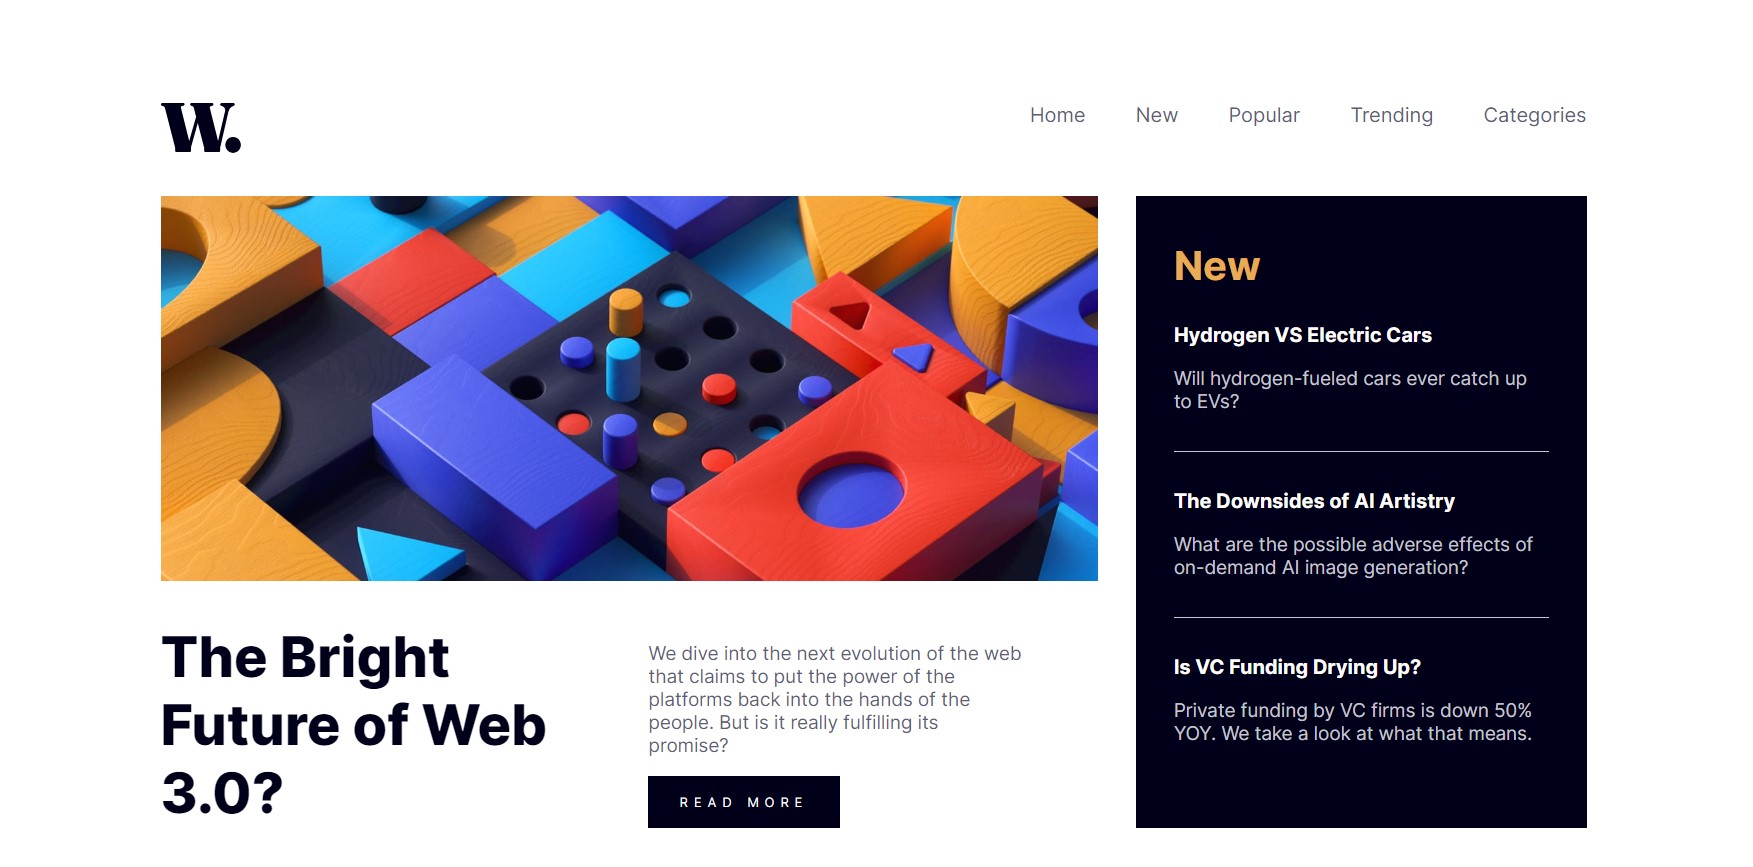 W.
Home New Popular Trending Categories
The Bright
Future of Web
3.0?
We dive into the next evolution of the web
that claims to put the power of the
platforms back into the hands of the
people. But is it really fulfilling its
promise?
READ MORE
New
Hydrogen VS Electric Cars
Will hydrogen-fueled cars ever catch up
to EVs?
The Downsides of AI Artistry
What are the possible adverse effects of
on-demand AI image generation?
Is VC Funding Drying Up?
Private funding by VC firms is down 50%
YOY. We take a look at what that means.